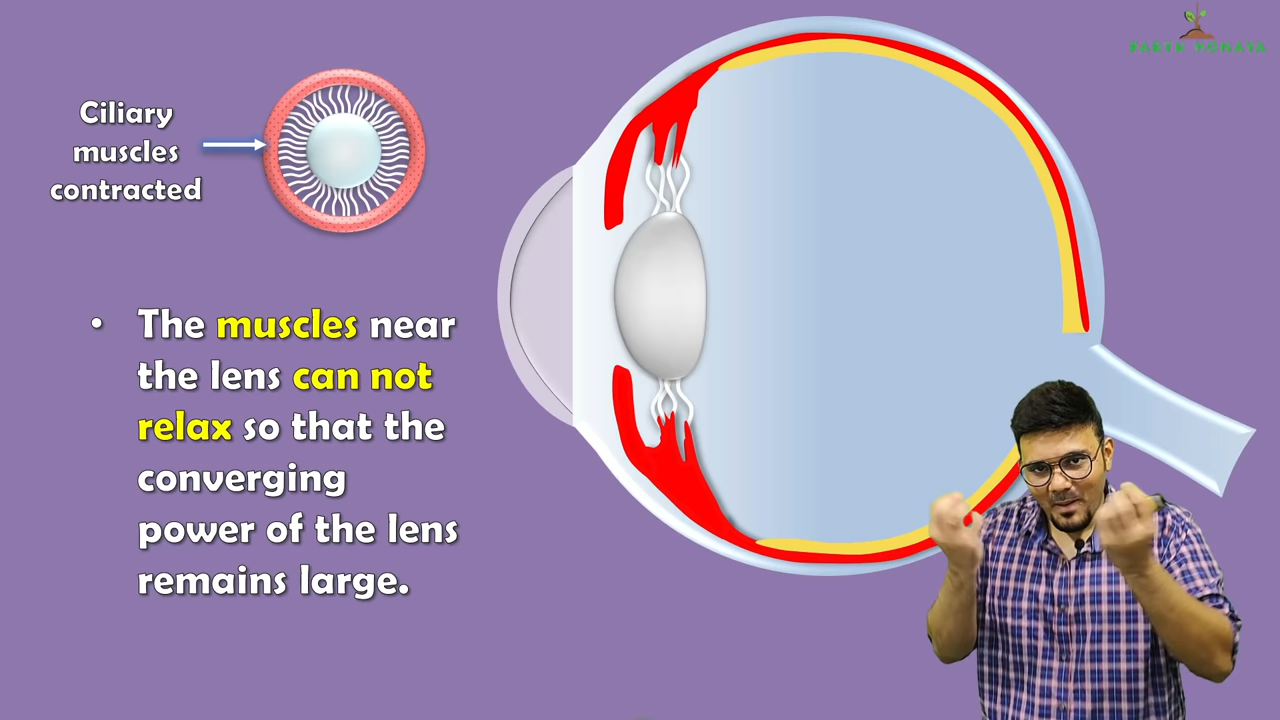 Ciliary
muscles
contracted
• The muscles near
the lens can not
relax so that the
converging
power of the lens
remains large.